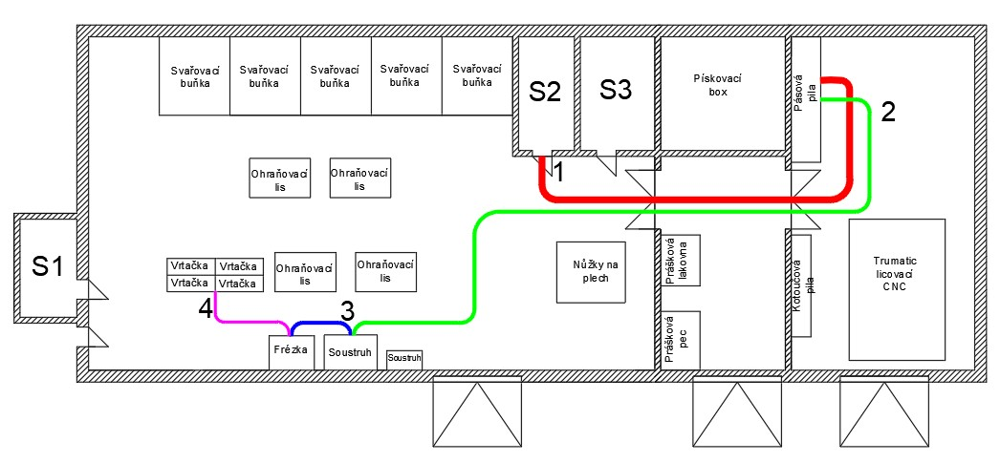 Svařovací
buňka
Svařovací
buňka
Svařovací
buňka
Svařovací
buňka
Svařovací
buňka
S2
S3
Pískovací
box
Pásová
pila
2
1
Ohraňovací
lis
Ohraňovací
lis
S1
Vrtačka
Vrtačka
Vrtačka
Vrtačka
Ohraňovací
lis
Ohraňovací
lis
Nůžky na
plech
Prášková
lakovna
Kotoučová
pila
Trumatic
licovací
CNC
4
3
Frézka
Soustruh
Soustruh
Prášková
pec